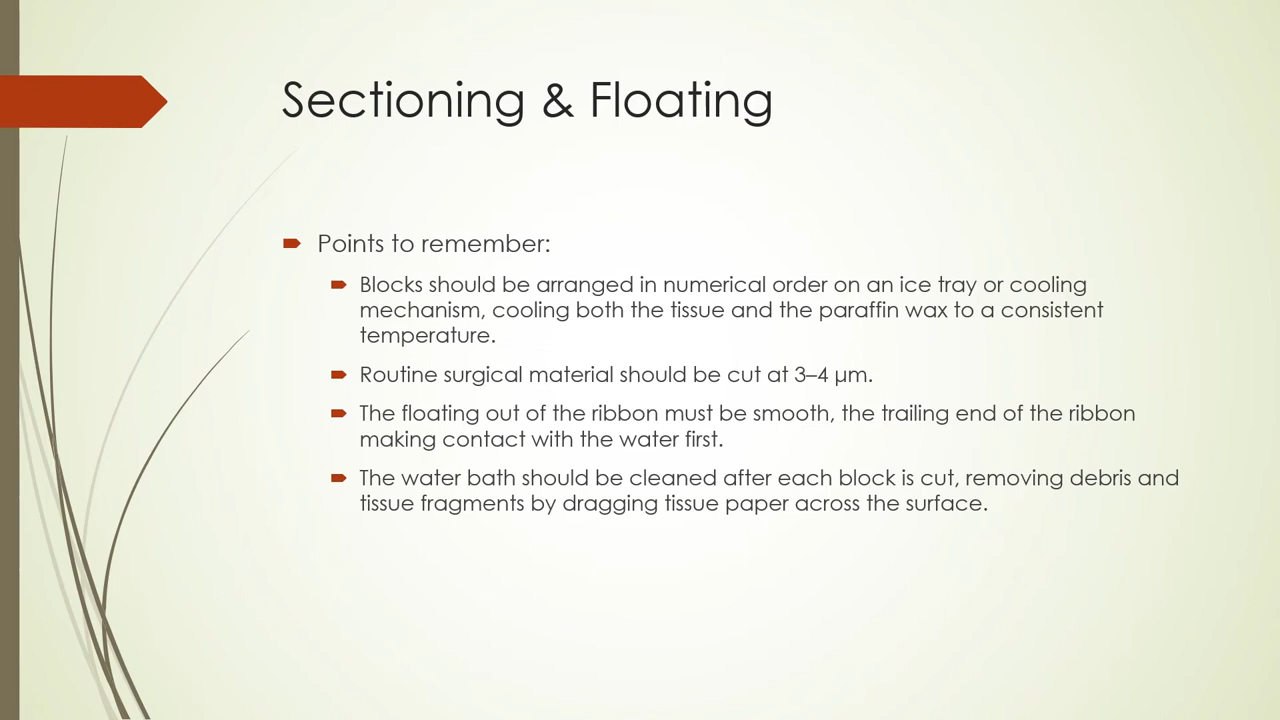 Sectioning & Floating
Points to remember:
Blocks should be arranged in numerical order on an ice tray or cooling
mechanism, cooling both the tissue and the paraffin wax to a consistent
temperature.
Routine surgical material should be cut at 3–4 μm.
The floating out of the ribbon must be smooth, the trailing end of the ribbon
making contact with the water first.
The water bath should be cleaned after each block is cut, removing debris and
tissue fragments by dragging tissue paper across the surface.